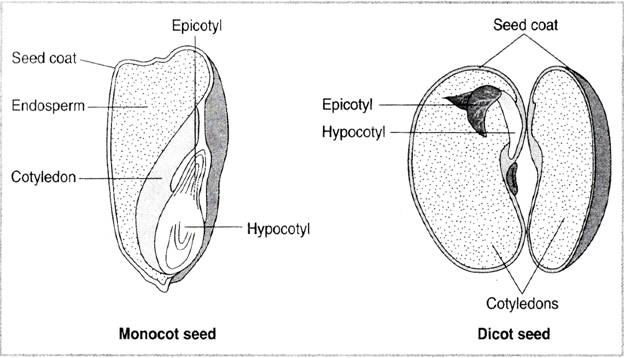 Epicotyl
Seed coat
Endosperm
Cotyledon
Hypocotyl
Monocot seed
Seed coat
Epicotyl
Hypocotyl
Cotyledons
Dicot seed